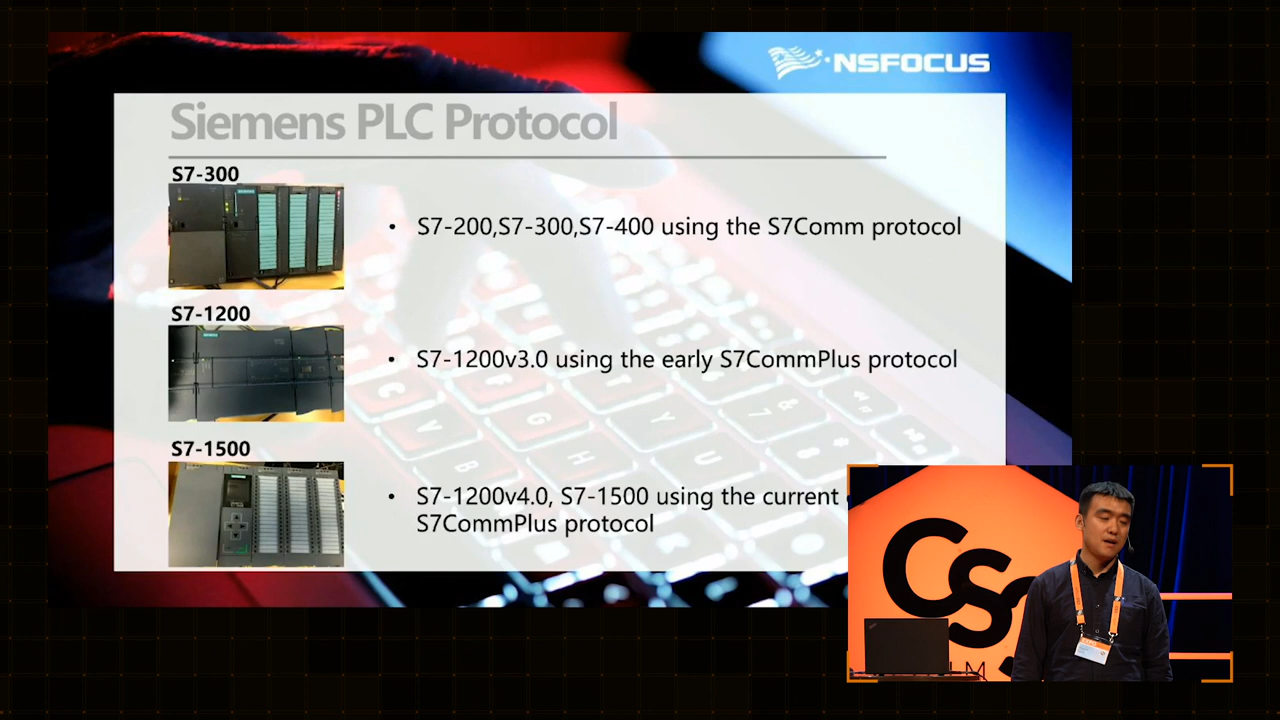 NSFOCUS
Siemens PLC Protocol
S7-300
• S7-200,S7-300,S7-400 using the S7Comm protocol
S7-1200
• S7-1200v3.0 using the early S7CommPlus protocol
S7-1500
• S7-1200v4.0, S7-1500 using the current
S7CommPlus protocol
CS
LM